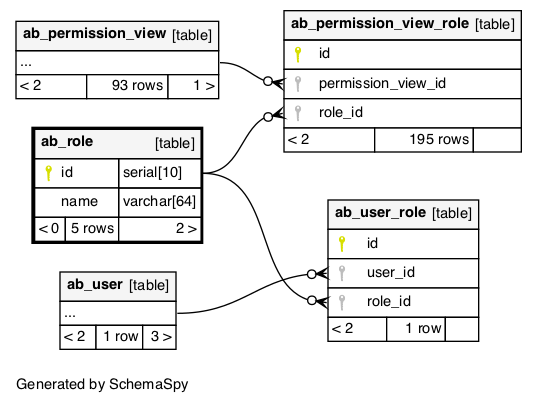 ab_permission_view [table]
...
< 2 93 rows 1 >
ab_permission_view_role [table]
id
permission_view_id
role_id
< 2 195 rows
ab_role [table]
id serial[10]
name varchar[64]
< 0 5 rows 2 >
ab_user_role [table]
id
user_id
role_id
< 2 1 row
ab_user [table]
...
< 2 1 row 3 >
Generated by SchemaSpy